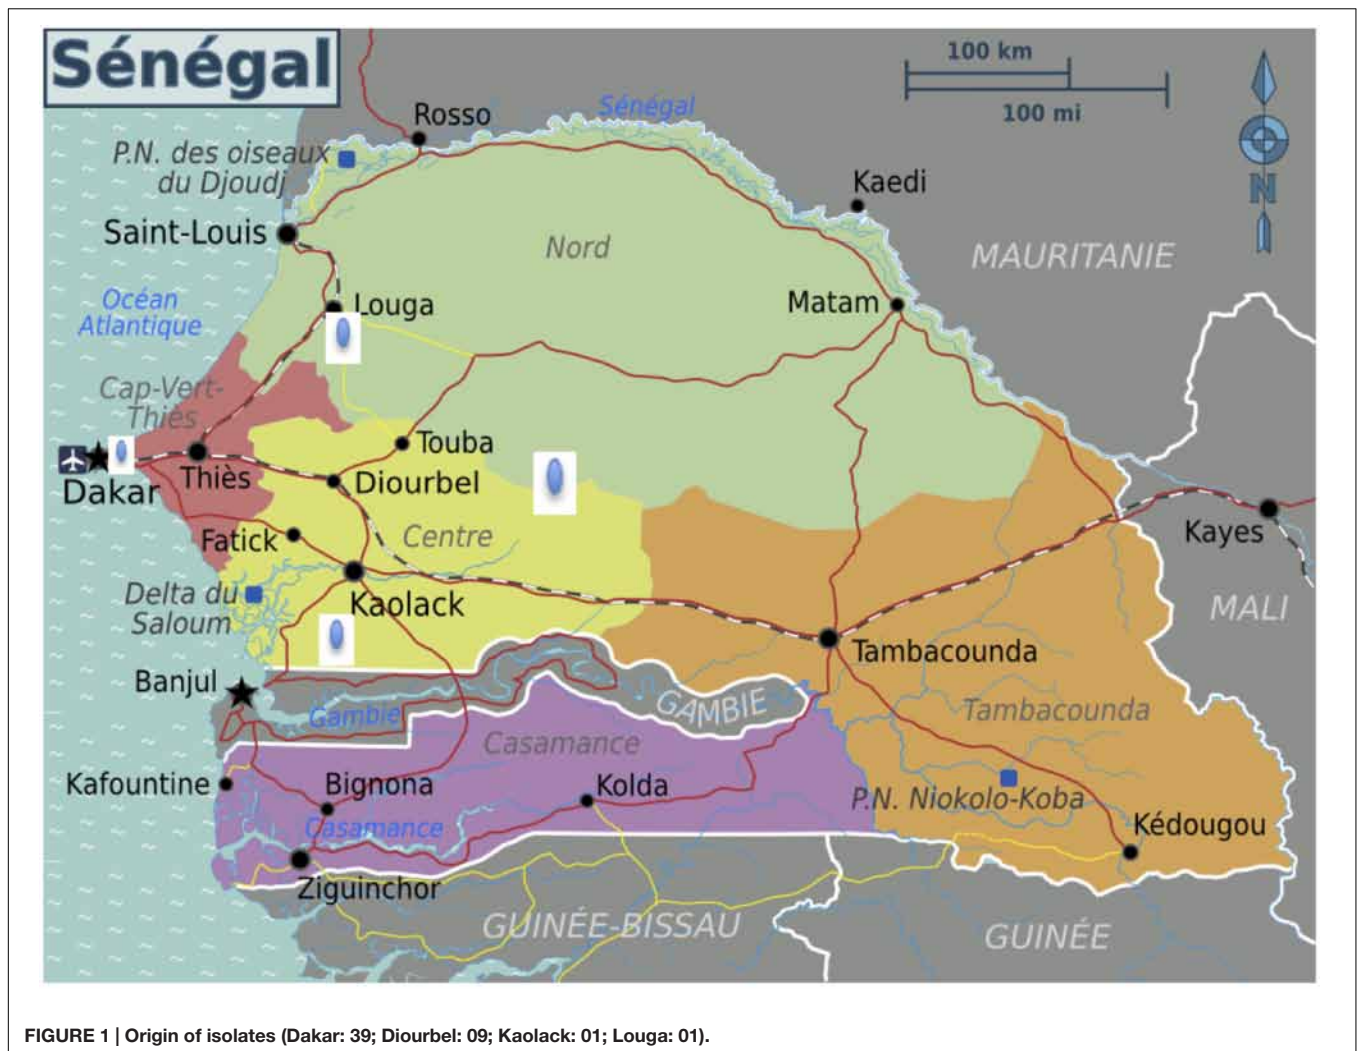 Sénégal
100 km
100 mi
Rosso
Sénégal
P.N. des oiseaux
du Djoudj
Kaedi
N
Saint-Louis
Nord
MAURITANIE
Océan
Atlantique
Louga
Matam
Cap-Vert-
Thiès
Touba
Dakar
Thiès
Diourbel
Fatick
Centre
Kayes
Delta du
Saloum
Kaolack
MALI
Tambacounda
Banjul
GAMBIE
Gambie
Tambacounda
Casamance
Kafountine
Bignona
Kolda
P.N. Niokolo-Koba
Casamance
Kédougou
Ziguinchor
GUINÉE-BISSAU
GUINÉE
FIGURE 1 | Origin of isolates (Dakar: 39; Diourbel: 09; Kaolack: 01; Louga: 01).